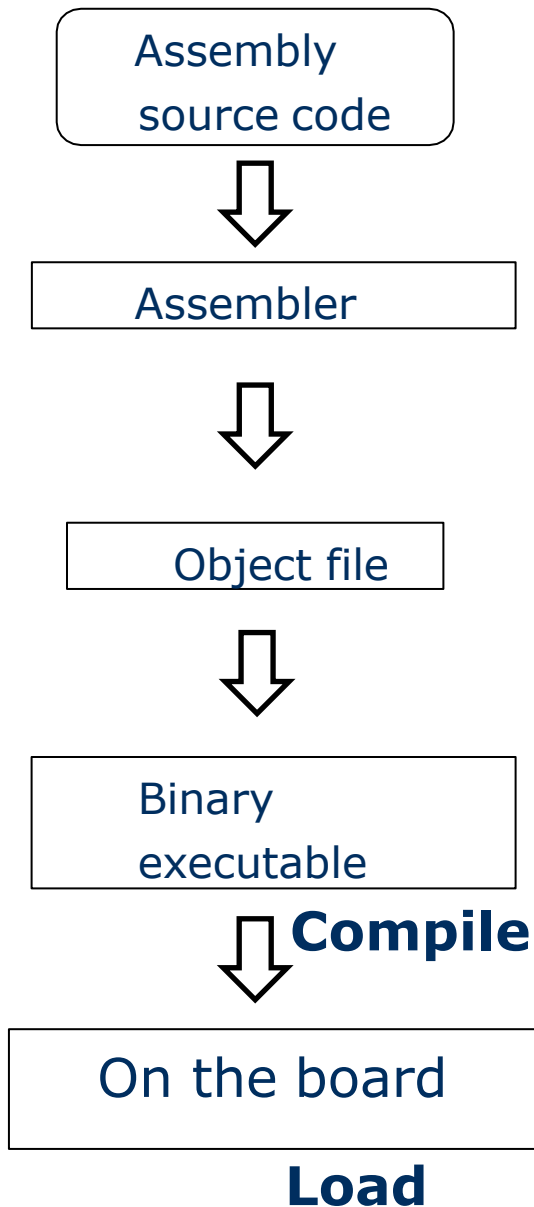 Assembly
source code
Assembler
Object file
Binary
executable
Compile
On the board
Load